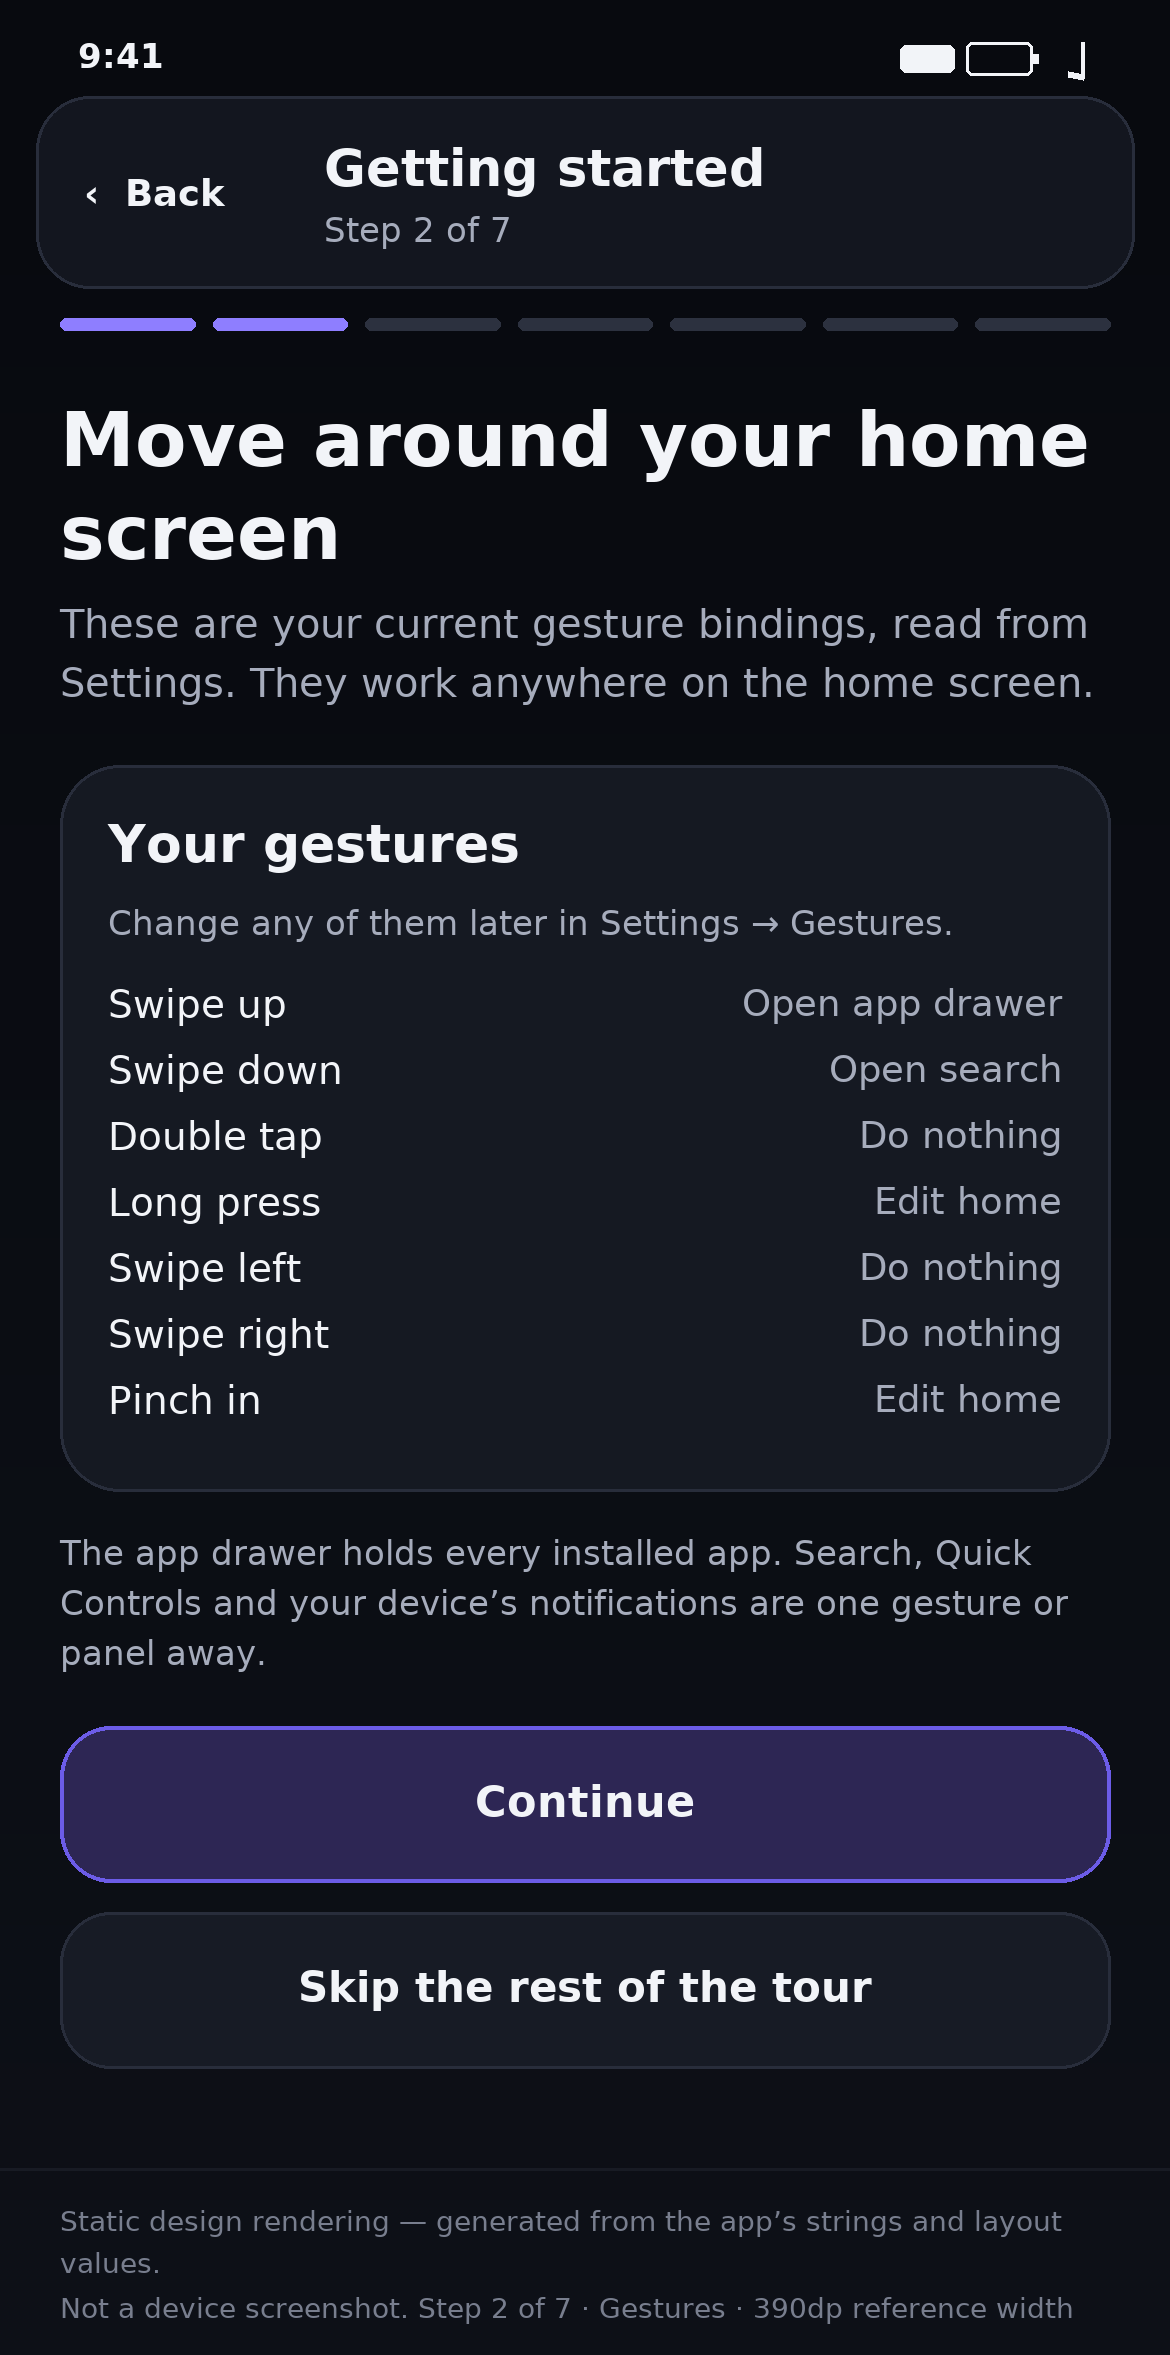 9:41
‹ Back
Getting started
Step 2 of 7
Move around your home
screen
These are your current gesture bindings, read from
Settings. They work anywhere on the home screen.
Your gestures
Change any of them later in Settings → Gestures.
Swipe up Open app drawer
Swipe down Open search
Double tap Do nothing
Long press Edit home
Swipe left Do nothing
Swipe right Do nothing
Pinch in Edit home
The app drawer holds every installed app. Search, Quick
Controls and your device’s notifications are one gesture or
panel away.
Continue
Skip the rest of the tour
Static design rendering — generated from the app’s strings and layout
values.
Not a device screenshot. Step 2 of 7 · Gestures · 390dp reference width